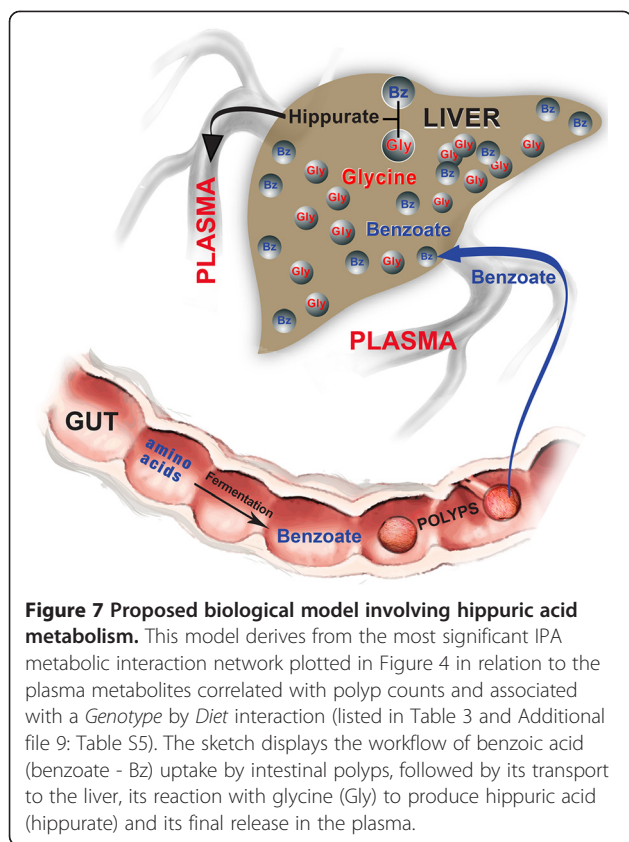 Bz
Hippurate
LIVER
Bz
Bz
Gly
Gly
Gly
Gly
Bz
Gly
Bz
Gly
Glycine
Bz
Gly
Gly
Gly
Bz
Gly
Bz
Gly
Gly
Gly
Benzoate
Bz
Gly
Bz
Gly
Bz
Gly
Bz
PLASMA
Benzoate
PLASMA
GUT
amino
acids
Fermentation
Benzoate
POLYPS
Figure 7 Proposed biological model involving hippuric acid
metabolism. This model derives from the most significant IPA
metabolic interaction network plotted in Figure 4 in relation to the
plasma metabolites correlated with polyp counts and associated
with a Genotype by Diet interaction (listed in Table 3 and Additional
file 9: Table S5). The sketch displays the workflow of benzoic acid
(benzoate - Bz) uptake by intestinal polyps, followed by its transport
to the liver, its reaction with glycine (Gly) to produce hippuric acid
(hippurate) and its final release in the plasma.